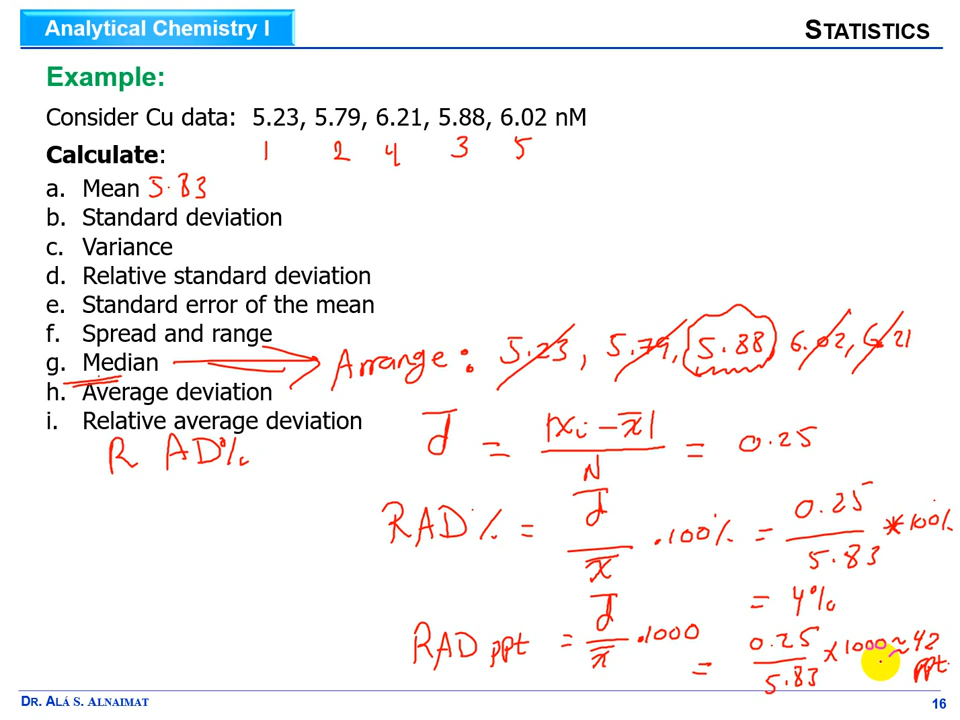 Analytical Chemistry I
STATISTICS
Example:
Consider Cu data: 5.23, 5.79, 6.21, 5.88, 6.02 nM
1 2 4 3 5
Calculate:
a. Mean 5.83
b. Standard deviation
c. Variance
d. Relative standard deviation
e. Standard error of the mean
f. Spread and range
g. Median → Arrange: 5.23, 5.79, 5.88, 6.02, 6.21
h. Average deviation
i. Relative average deviation
d̅ = |xi − x̅| / N = 0.25
R AD%
RAD% = d̅ / x̅ .100% = 0.25 / 5.83 * 100%
= 4%
RAD ppt = d̅ / x̅ .1000 = 0.25 / 5.83 × 1000 ≈ 42 ppt
DR. ALÁ S. ALNAIMAT
16